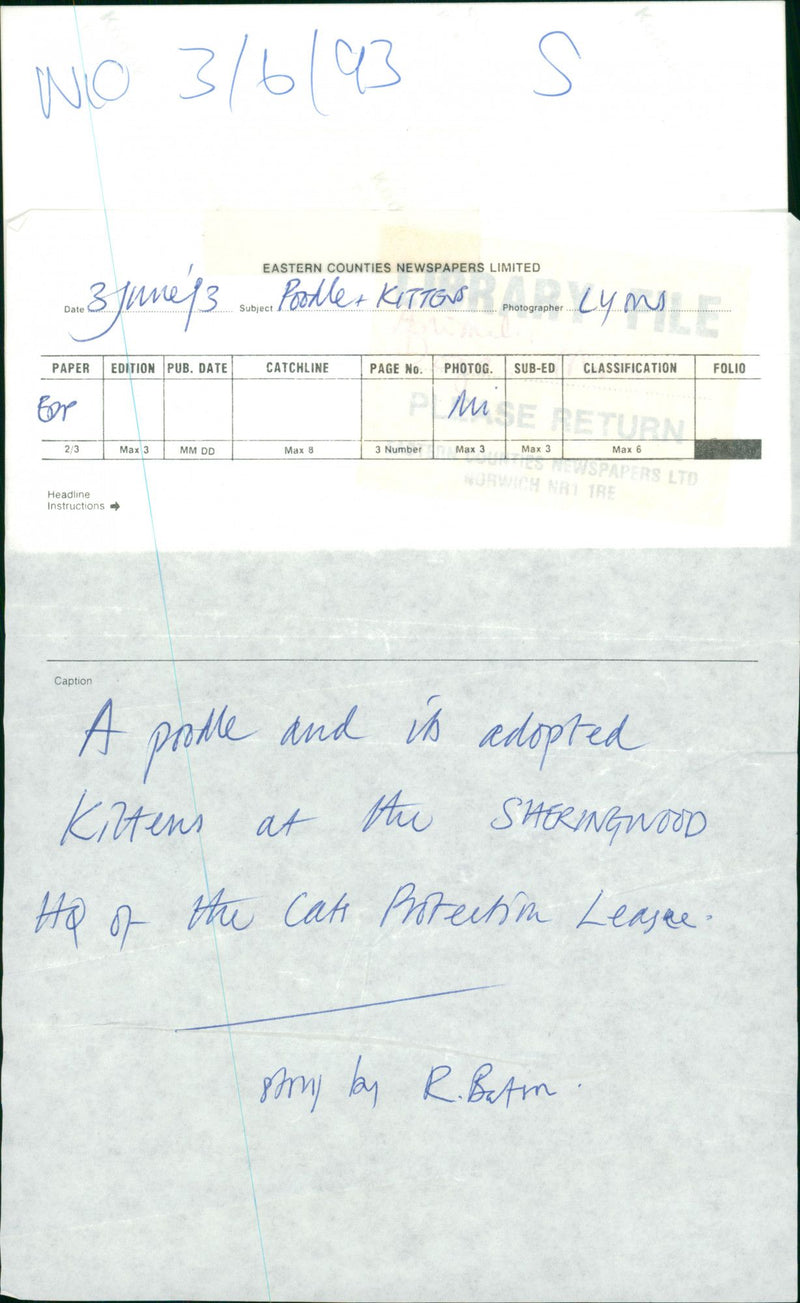 NO 3/6/93 S
EASTERN COUNTIES NEWSPAPERS LIMITED
Date 3 June '93 Subject Poodle + KITTENS Photographer Lyons
PAPER EDITION PUB. DATE CATCHLINE PAGE No. PHOTOG. SUB-ED CLASSIFICATION FOLIO
EDP
2/3 Max 3 MM DD Max 8 3 Number Max 3 Max 3 Max 6
LIBRARY FILE
PLEASE RETURN
EASTERN COUNTIES NEWSPAPERS LTD
NORWICH NR1 1RE
Headline
Instructions
Caption
A poodle and its adopted
Kittens at the SHERINGWOOD
HQ of the Cats Protection League.
story by R.